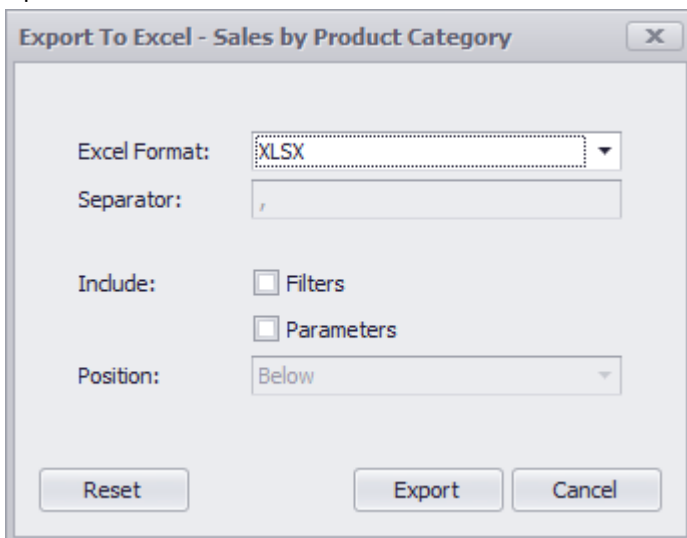 Export To Excel - Sales by Product Category
Excel Format: XLSX
Separator: ,
Include: Filters
Parameters
Position: Below
Reset Export Cancel